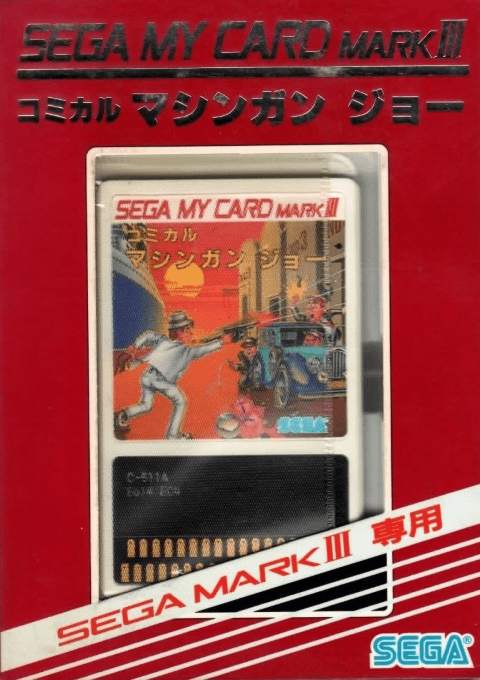 SEGA MY CARD MARK III
コミカル マシンガン ジョー
SEGA MY CARD MARK III
コミカル
マシンガン ジョー
SEGA
C-511A
SEGA MARK III 専用
SEGA®